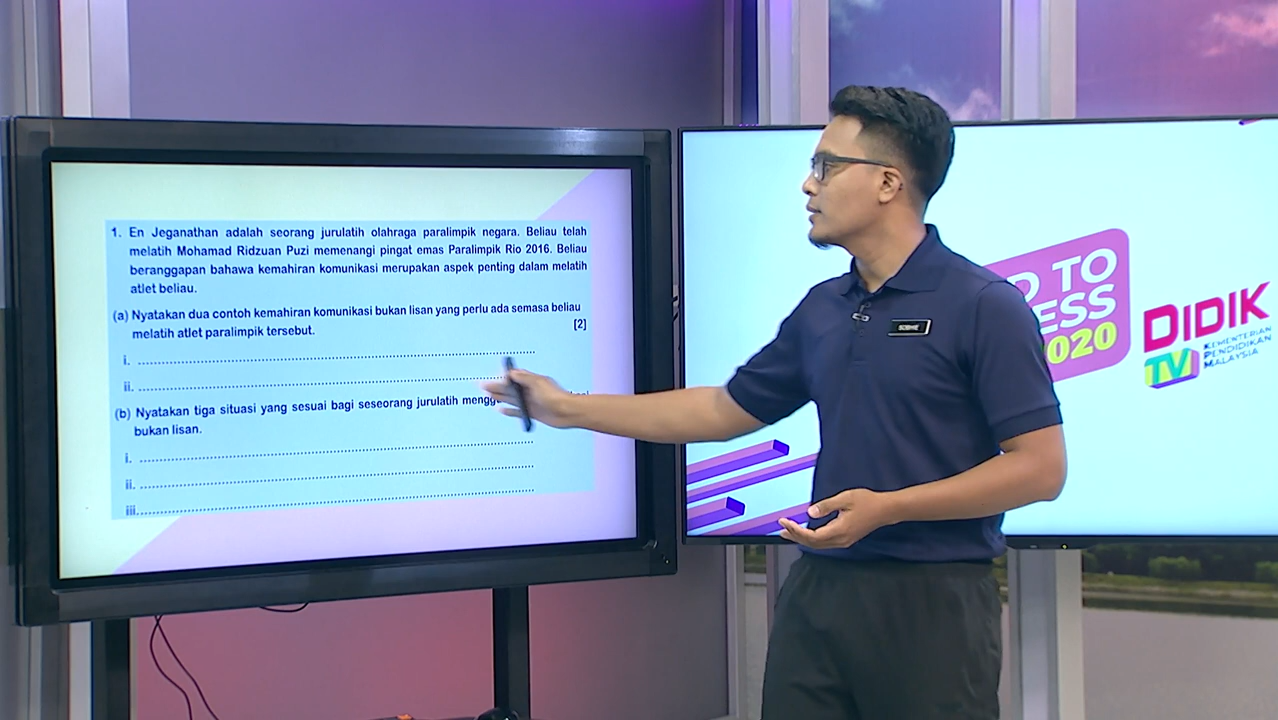 1. En Jeganathan adalah seorang jurulatih olahraga paralimpik negara. Beliau telah
melatih Mohamad Ridzuan Puzi memenangi pingat emas Paralimpik Rio 2016. Beliau
beranggapan bahawa kemahiran komunikasi merupakan aspek penting dalam melatih
atlet beliau.
(a) Nyatakan dua contoh kemahiran komunikasi bukan lisan yang perlu ada semasa beliau
melatih atlet paralimpik tersebut. [2]
i. ........................................
ii. ........................................
(b) Nyatakan tiga situasi yang sesuai bagi seseorang jurulatih
bukan lisan.
i. ........................................
ii. ........................................
iii. ........................................
TO
2020
DIDIK
TV
KEMENTERIAN
PENDIDIKAN
MALAYSIA